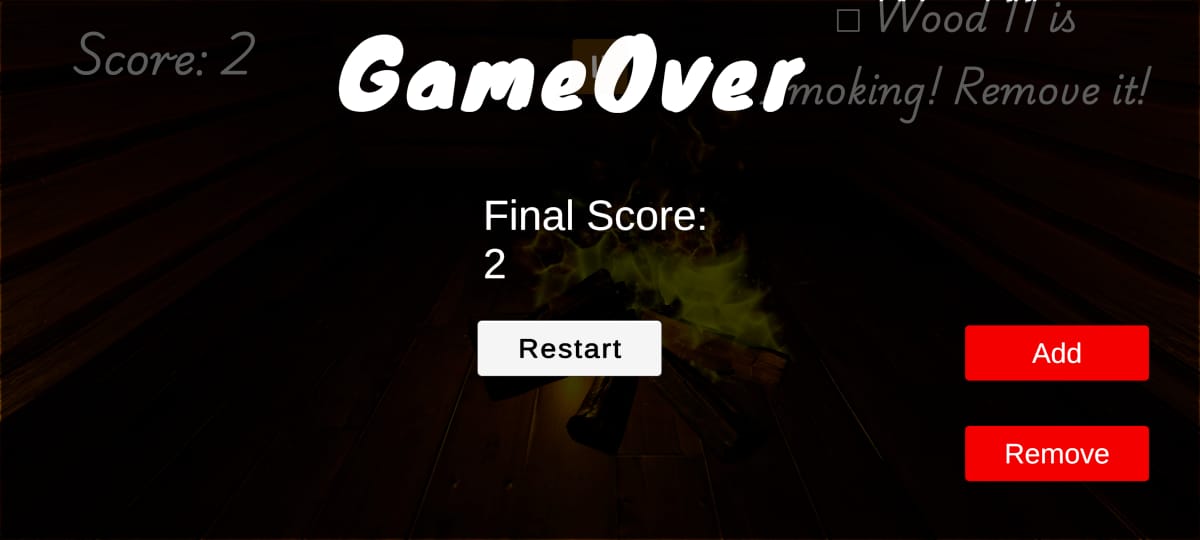 □ Wood 11 is
Score: 2
GameOver
moking! Remove it!
Final Score:
2
Restart
Add
Remove